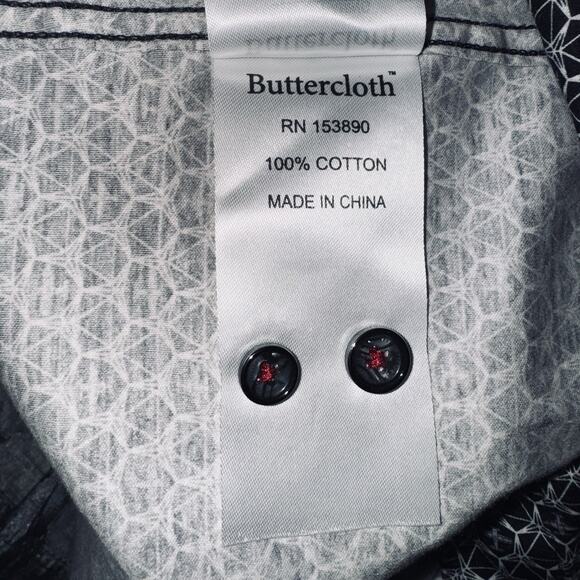 Buttercloth™
RN 153890
100% COTTON
MADE IN CHINA